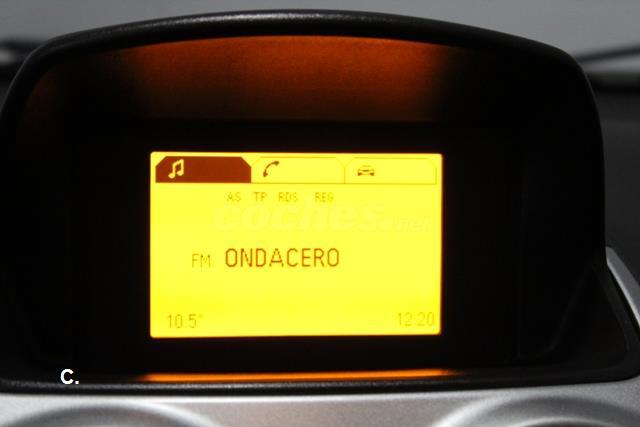 AS TP RDS REG
coches.net
FM ONDACERO
10.5° 12:20
C.